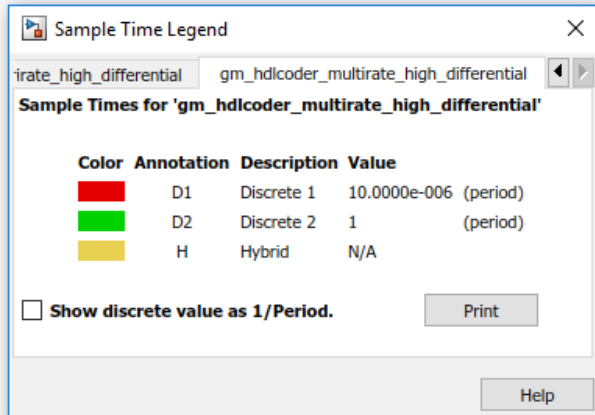 Sample Time Legend
rirate_high_differential gm_hdlcoder_multirate_high_differential
Sample Times for 'gm_hdlcoder_multirate_high_differential'
Color Annotation Description Value
D1 Discrete 1 10.0000e-006 (period)
D2 Discrete 2 1 (period)
H Hybrid N/A
Show discrete value as 1/Period.
Print
Help